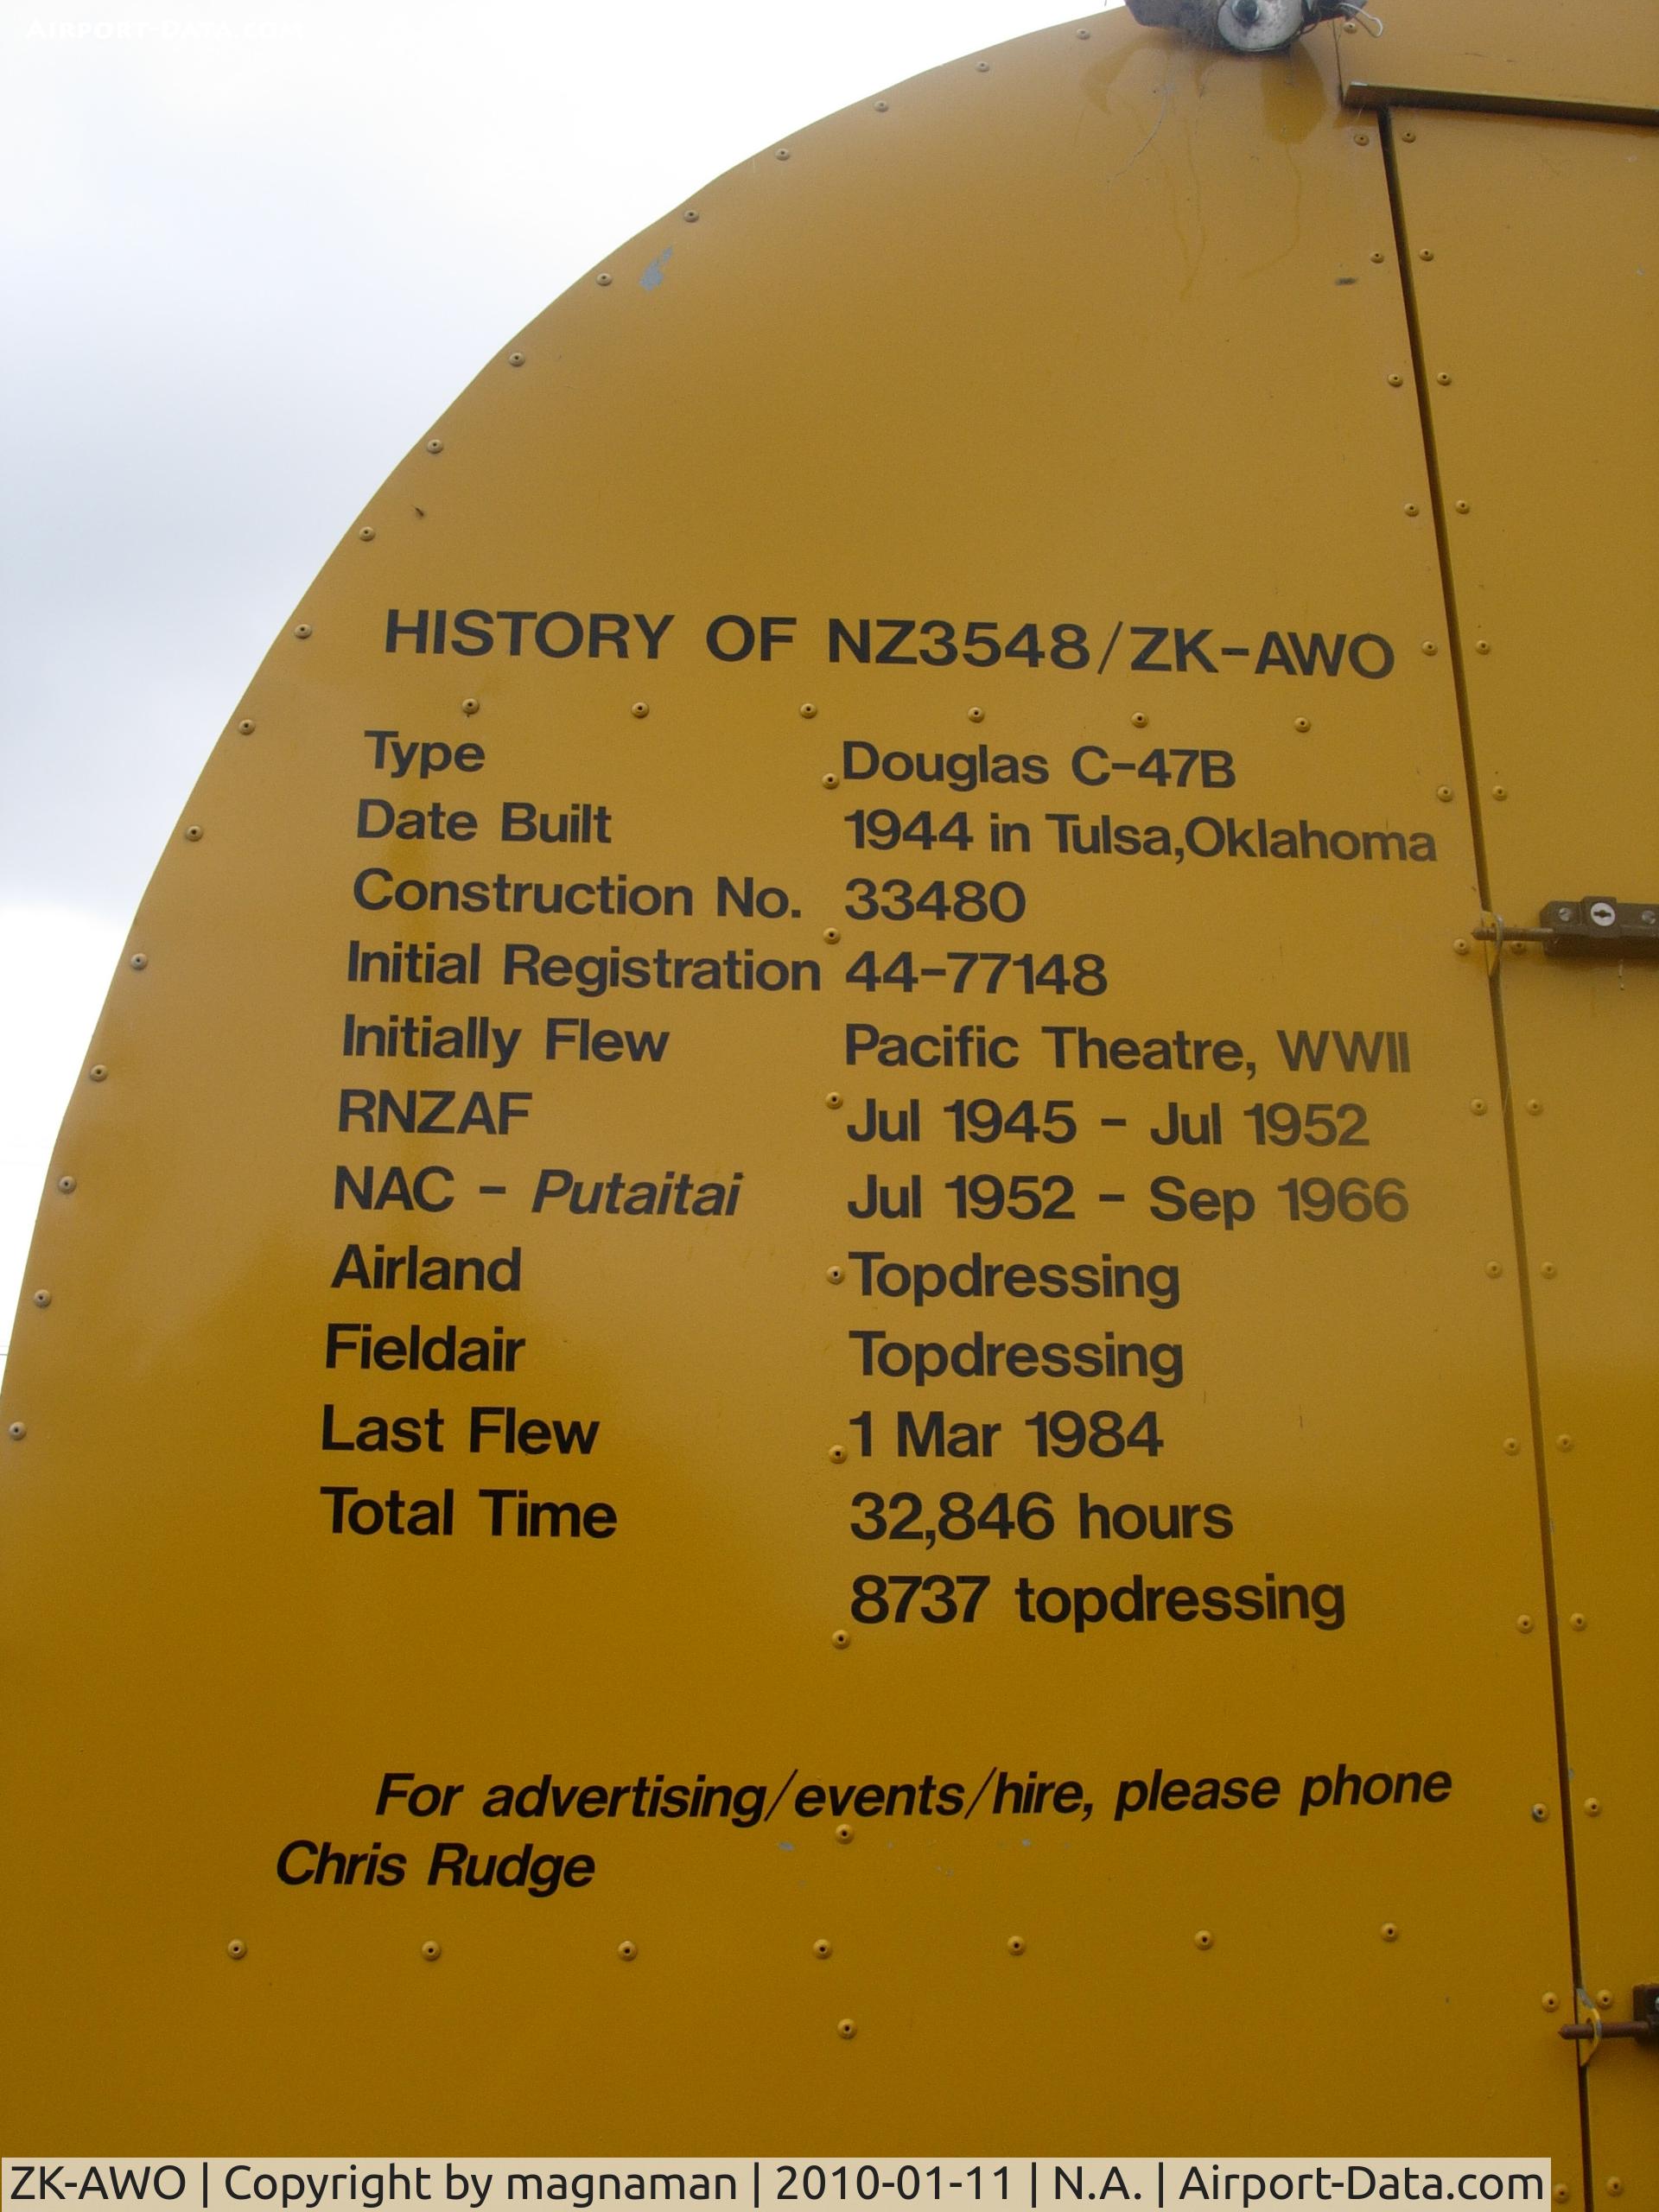 AIRPORT-DATA.COM
HISTORY OF NZ3548/ZK-AWO
Type Douglas C-47B
Date Built 1944 in Tulsa,Oklahoma
Construction No. 33480
Initial Registration 44-77148
Initially Flew Pacific Theatre, WWII
RNZAF Jul 1945 - Jul 1952
NAC - Putaitai Jul 1952 - Sep 1966
Airland Topdressing
Fieldair Topdressing
Last Flew 1 Mar 1984
Total Time 32,846 hours
8737 topdressing
For advertising/events/hire, please phone
Chris Rudge
ZK-AWO | Copyright by magnaman | 2010-01-11 | N.A. | Airport-Data.com